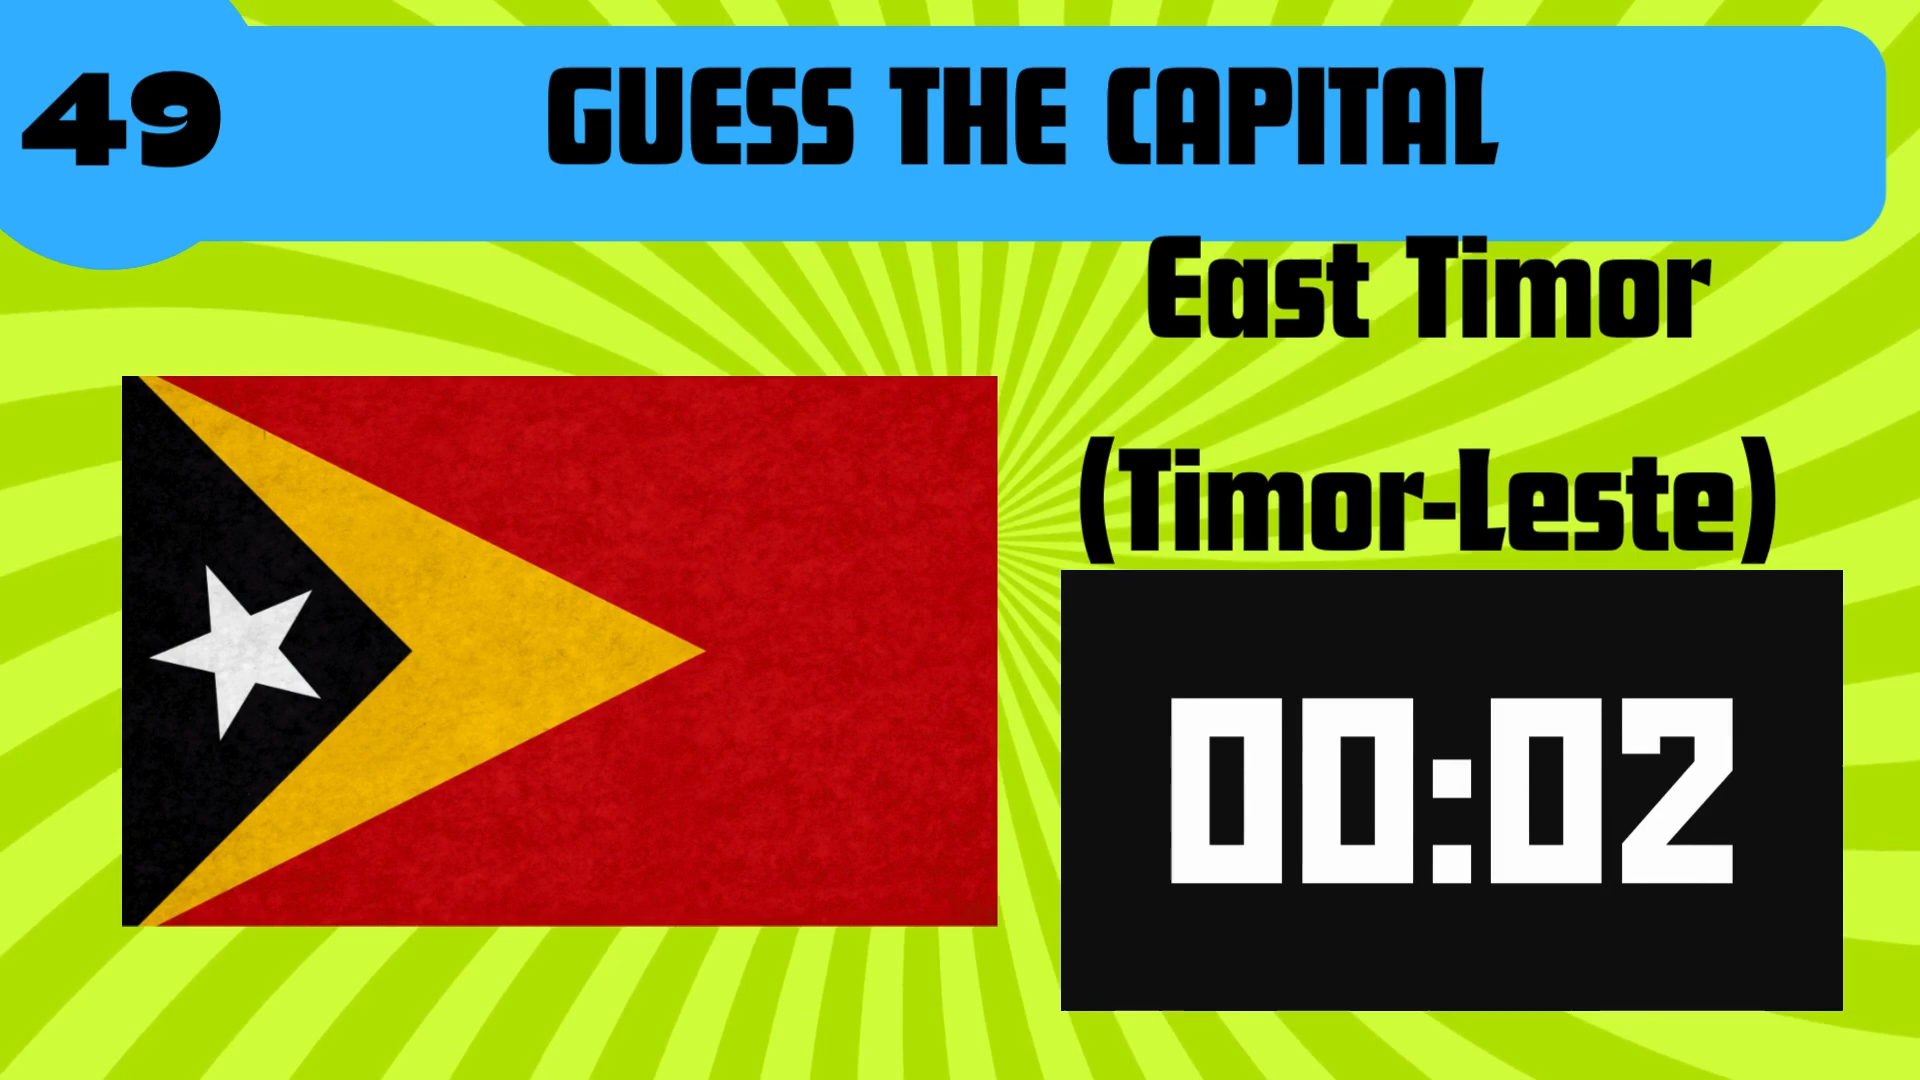 49
GUESS THE CAPITAL
East Timor
(Timor-Leste)
00:02